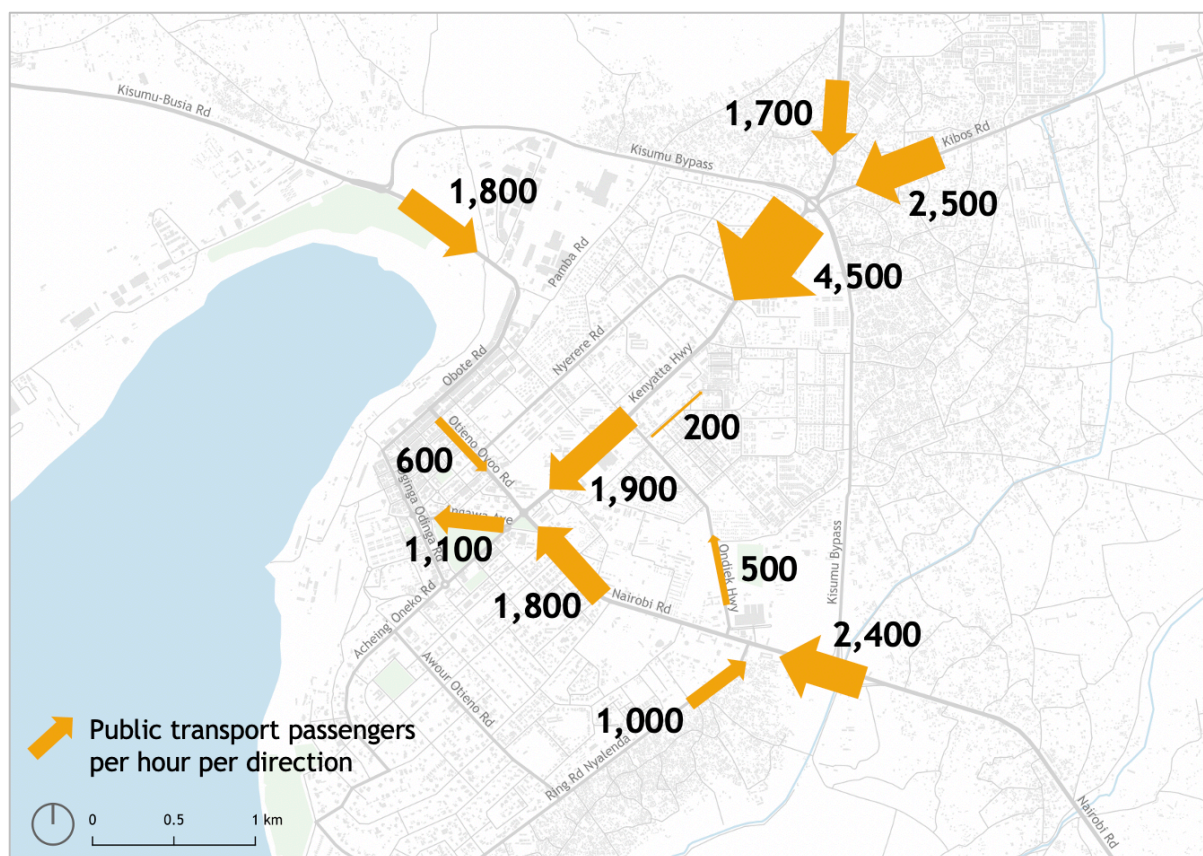 Kisumu-Busia Rd
1,700
Kibos Rd
Kisumu Bypass
1,800
2,500
Pamba Rd
4,500
Nyerere Rd
Obote Rd
Kenyatta Hwy
200
Otieno Oyoo Rd
600
1,900
Oginga Odinga Rd
Angawa Ave
1,100
Kisumu Bypass
Ondiek Hwy
500
1,800
Nairobi Rd
Acheing Oneko Rd
2,400
Awour Otieno Rd
1,000
Ring Rd Nyalenda
Nairobi Rd
Public transport passengers
per hour per direction
0 0.5 1 km